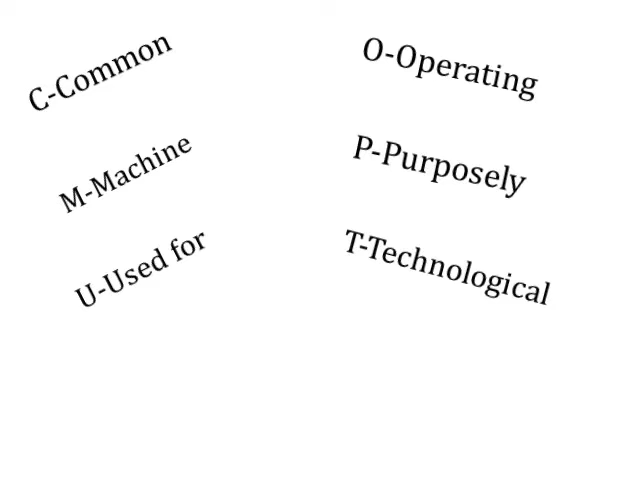 C-Common
O-Operating
M-Machine
P-Purposely
U-Used for
T-Technological